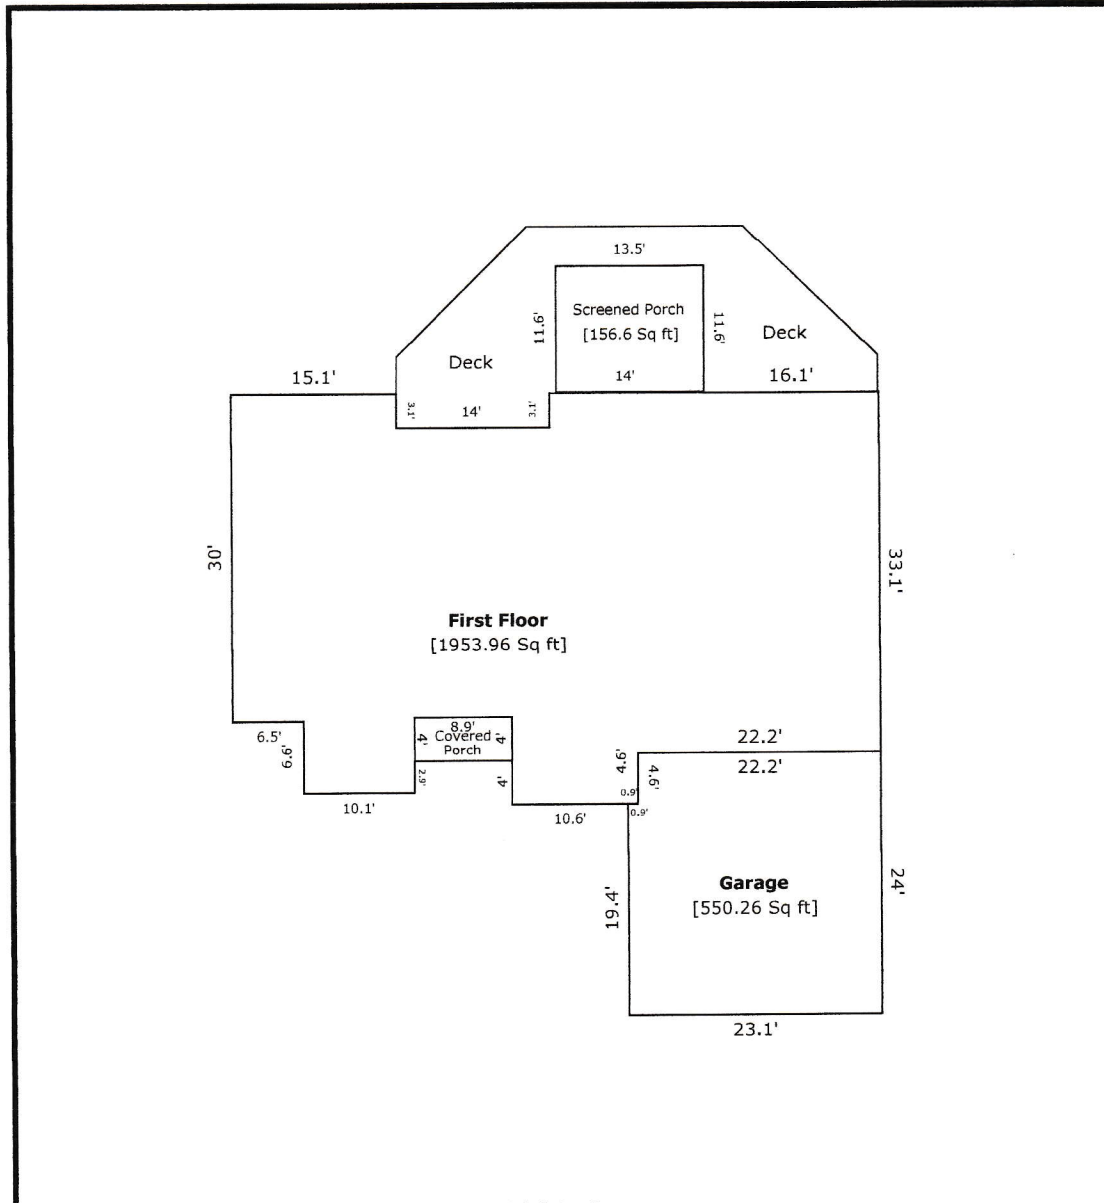 13.5'
Screened Porch
11.6'
11.6'
[156.6 Sq ft]
Deck
Deck
15.1'
14'
16.1'
3.1'
14'
3.1'
30'
33.1'
First Floor
[1953.96 Sq ft]
8.9'
6.5'
4'
Covered
4'
Porch
22.2'
6.6'
4.6'
22.2'
2.9'
4'
4.6'
0.9'
10.1'
10.6'
0.9'
Garage
24'
19.4'
[550.26 Sq ft]
23.1'